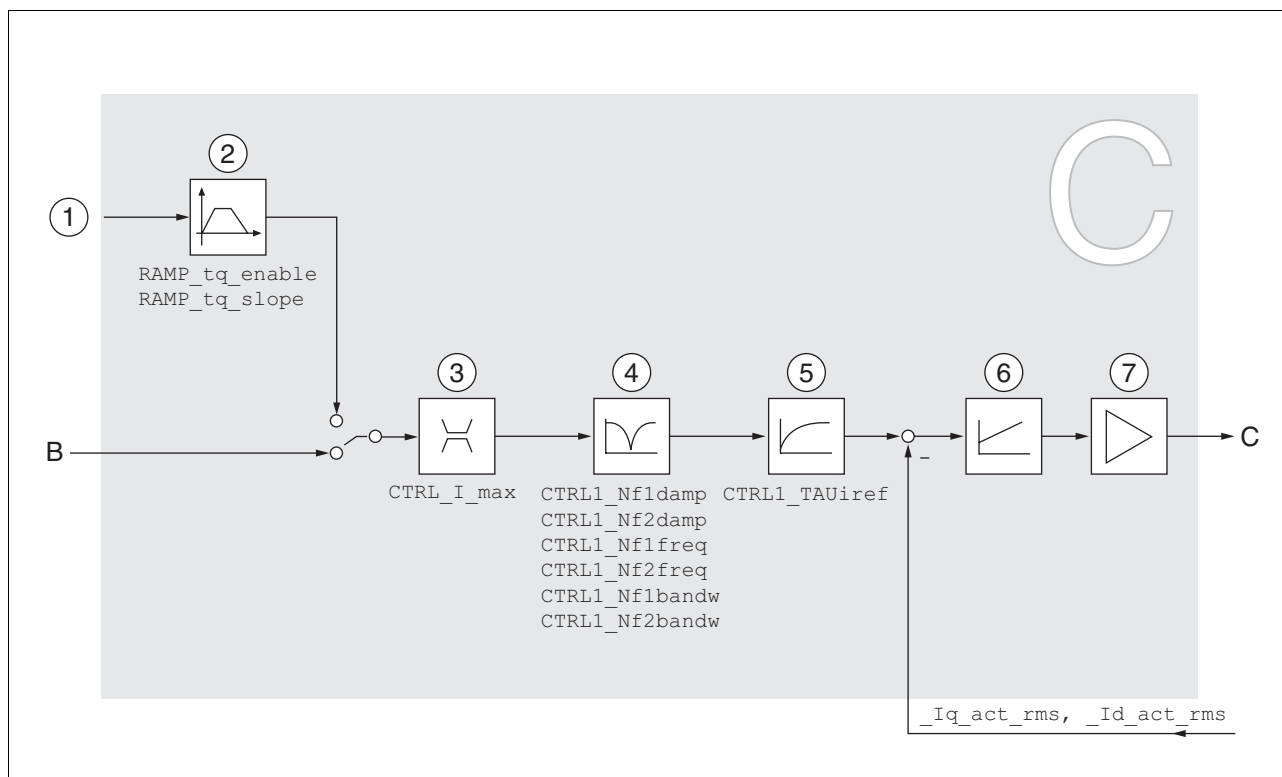 C
2
1
RAMP_tq_enable
RAMP_tq_slope
3
4
5
6
7
B
C
_
CTRL_I_max
CTRL1_Nf1damp
CTRL1_Nf2damp
CTRL1_Nf1freq
CTRL1_Nf2freq
CTRL1_Nf1bandw
CTRL1_Nf2bandw
CTRL1_TAUiref
_Iq_act_rms, _Id_act_rms